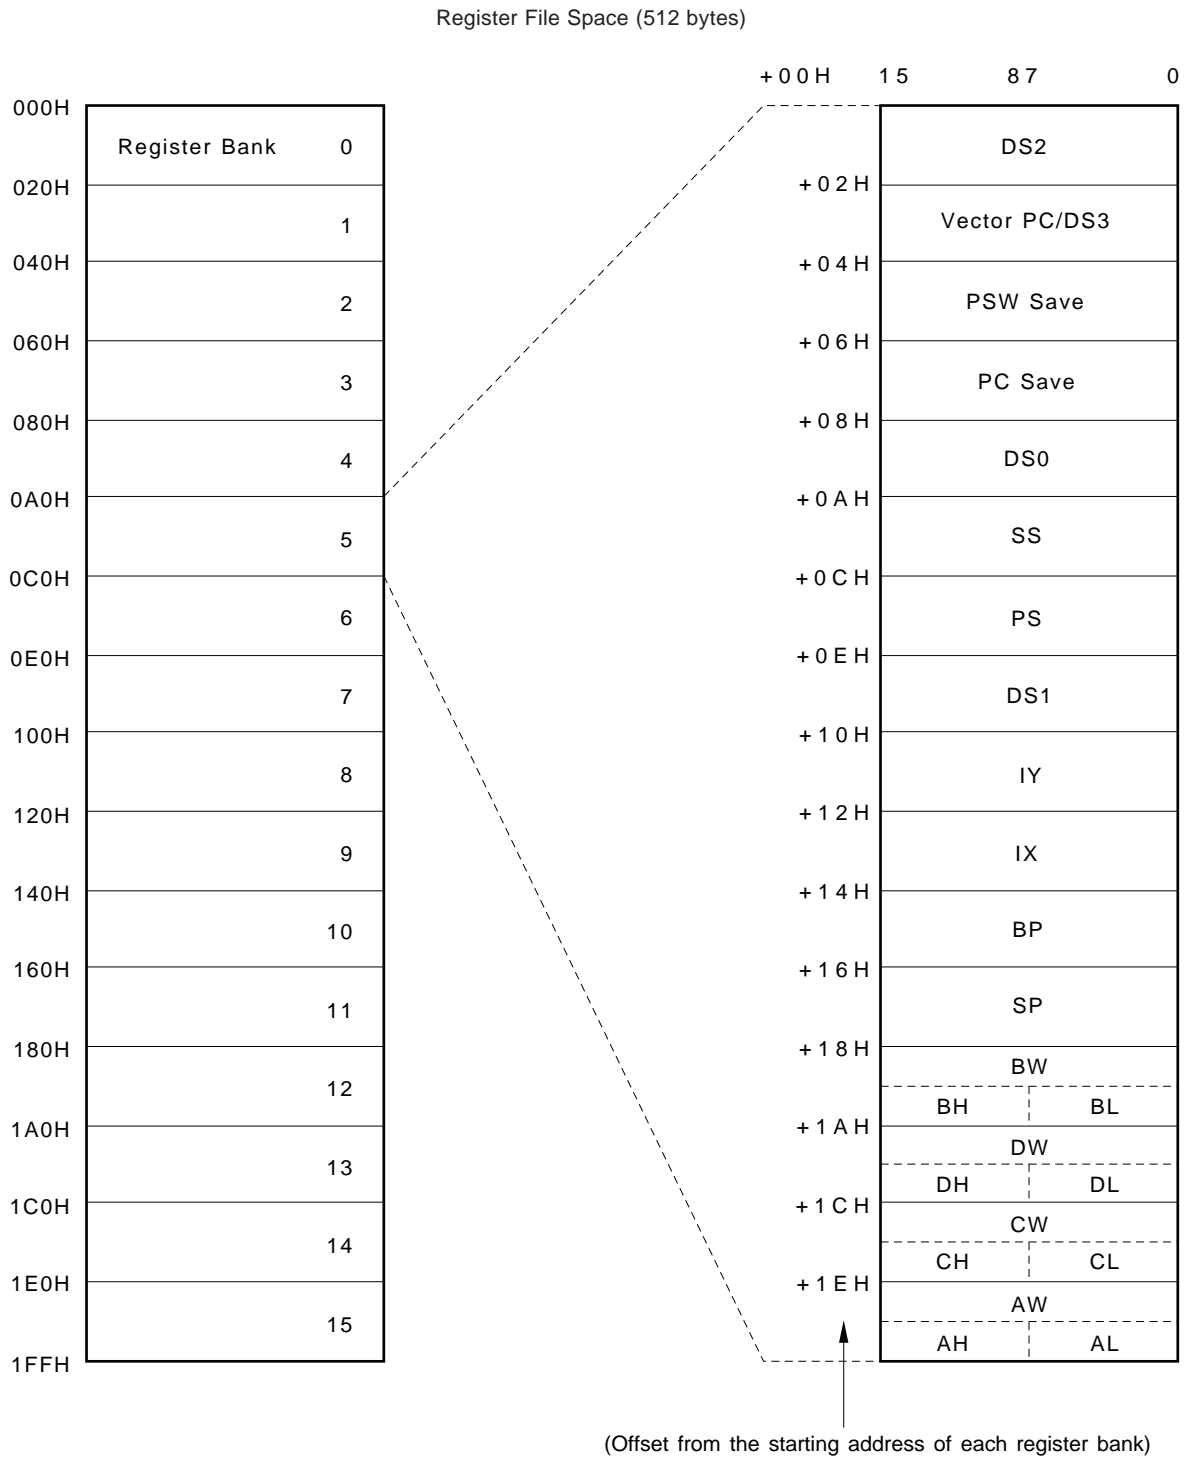 Register File Space (512 bytes)
+00H 15 87 0
000H
Register Bank 0
DS2
020H
+02H
1
Vector PC/DS3
040H
+04H
2
PSW Save
060H
+06H
3
PC Save
080H
+08H
4
DS0
0A0H
+0AH
5
SS
0C0H
+0CH
6
PS
0E0H
+0EH
7
DS1
100H
+10H
8
IY
120H
+12H
9
IX
140H
+14H
10
BP
160H
+16H
11
SP
180H
+18H
BW
12
BH BL
1A0H
+1AH
DW
13
DH DL
1C0H
+1CH
CW
14
CH CL
1E0H
+1EH
AW
15
AH AL
1FFH
(Offset from the starting address of each register bank)